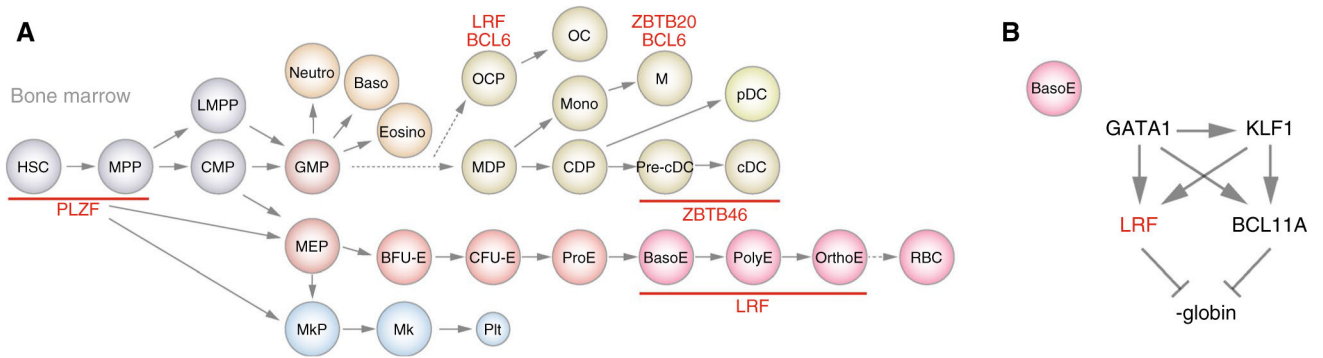 A
B
LRF
BCL6
ZBTB20
BCL6
OC
Neutro
Baso
OCP
M
BasoE
Bone marrow
LMPP
Mono
pDC
Eosino
GATA1
KLF1
HSC
MPP
CMP
GMP
MDP
CDP
Pre-cDC
cDC
PLZF
ZBTB46
LRF
BCL11A
MEP
BFU-E
CFU-E
ProE
BasoE
PolyE
OrthoE
RBC
LRF
-globin
MkP
Mk
Plt